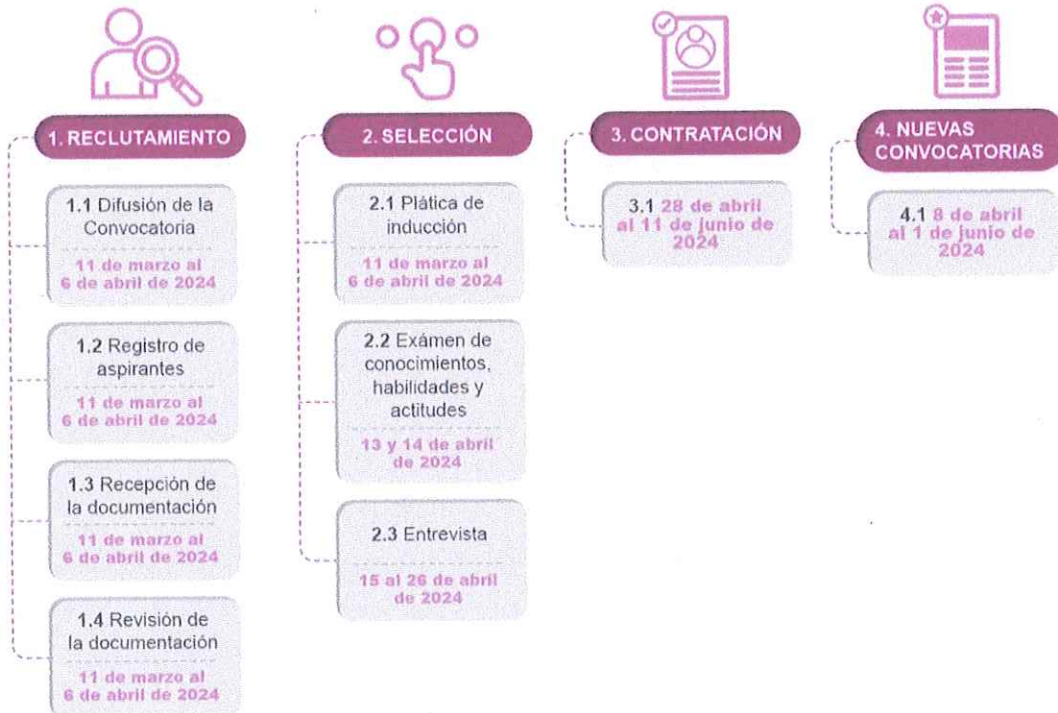 1. RECLUTAMIENTO
1.1 Difusión de la
Convocatoria
11 de marzo al
6 de abril de 2024
1.2 Registro de
aspirantes
11 de marzo al
6 de abril de 2024
1.3 Recepción de
la documentación
11 de marzo al
6 de abril de 2024
1.4 Revisión de
la documentación
11 de marzo al
6 de abril de 2024
2. SELECCIÓN
2.1 Plática de
inducción
11 de marzo al
6 de abril de 2024
2.2 Exámen de
conocimientos,
habilidades y
actitudes
13 y 14 de abril
de 2024
2.3 Entrevista
15 al 26 de abril
de 2024
3. CONTRATACIÓN
3.1 28 de abril
al 11 de junio de
2024
4. NUEVAS
CONVOCATORIAS
4.1 8 de abril
al 1 de junio de
2024